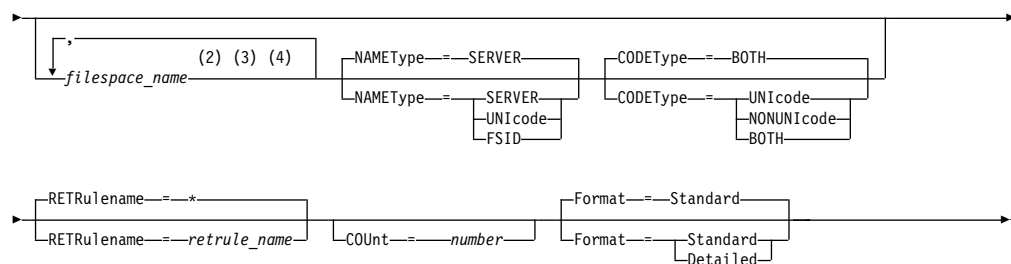 ,
(2) (3) (4)
filespace_name
NAMEType = SERVER
NAMEType = SERVER
UNIcode
FSID
CODEType = BOTH
CODEType = UNIcode
NONUNIcode
BOTH
RETRulename = *
RETRulename = retrule_name
COUnt = number
Format = Standard
Format = Standard
Detailed